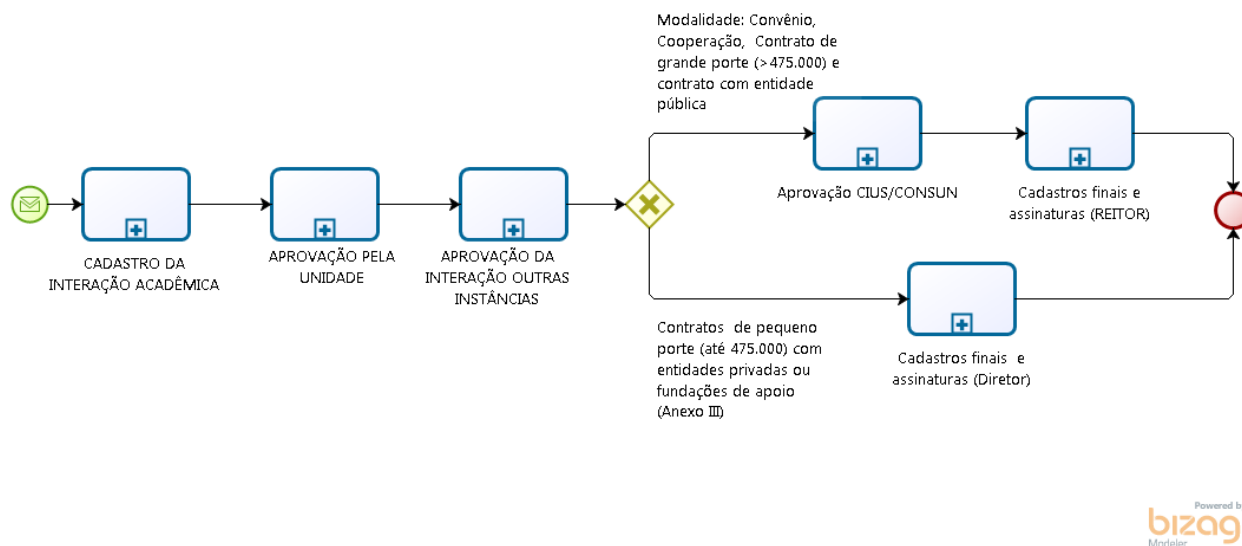 Modalidade: Convênio,
Cooperação, Contrato de
grande porte (>475.000) e
contrato com entidade
pública
CADASTRO DA
INTERAÇÃO ACADÊMICA
APROVAÇÃO PELA
UNIDADE
APROVAÇÃO DA
INTERAÇÃO OUTRAS
INSTÂNCIAS
Aprovação CIUS/CONSUN
Cadastros finais e
assinaturas (REITOR)
Contratos de pequeno
porte (até 475.000) com
entidades privadas ou
fundações de apoio
(Anexo III)
Cadastros finais e
assinaturas (Diretor)
Powered b
bizag
Modeler